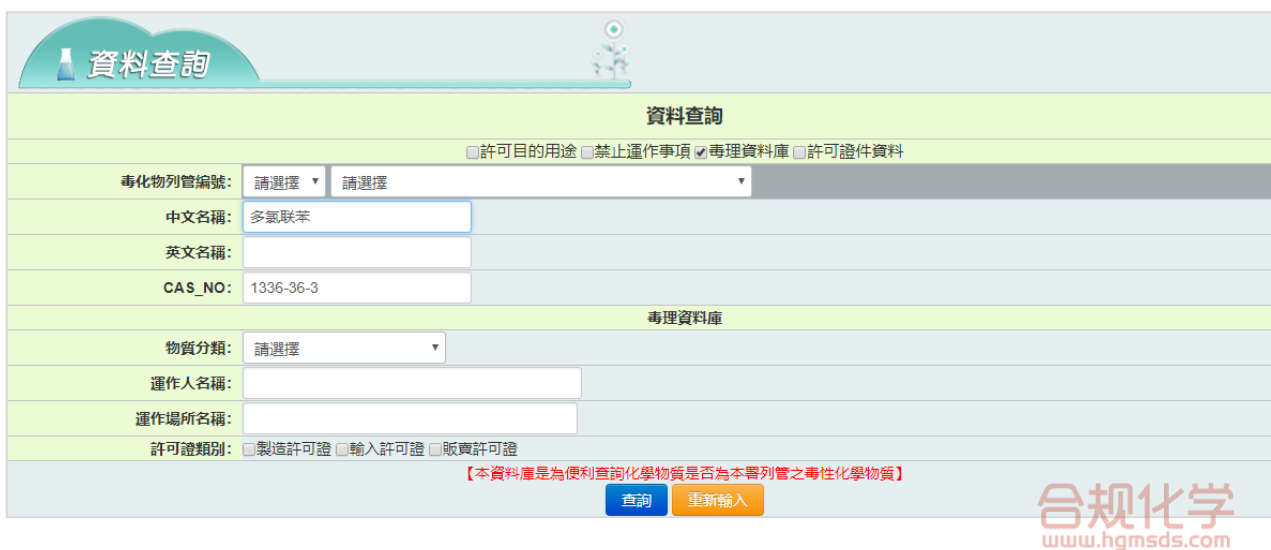 資料查詢
資料查詢
許可目的用途 禁止運作事項 毒理資料庫 許可證件資料
毒化物列管編號: 請選擇 請選擇
中文名稱: 多氯联苯
英文名稱:
CAS_NO: 1336-36-3
毒理資料庫
物質分類: 請選擇
運作人名稱:
運作場所名稱:
許可證類別: 製造許可證 輸入許可證 販賣許可證
【本資料庫是為便利查詢化學物質是否為本署列管之毒性化學物質】
查詢 重新輸入
合规化学
www.hgmsds.com